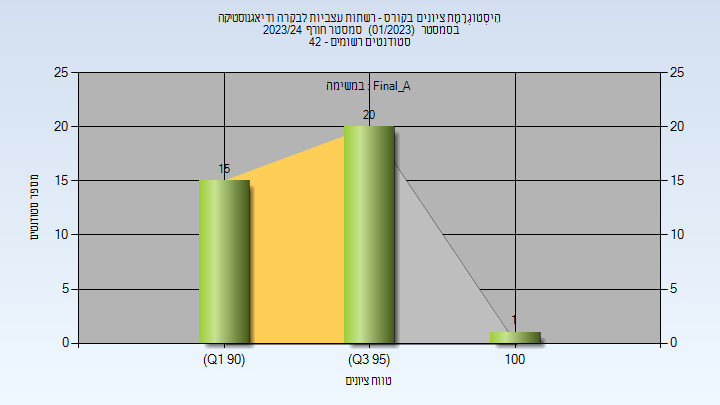 הִיסְטוֹגְרָמַת ציונים בקורס - רשתות עצביות לבקרה ודיאגנוסטיקה
בסמסטר (01/2023) סמסטר חורף 2023/24
סטודנטים רשומים - 42
במשימה : Final_A
25 25
20 20
20
15 15
15
10 10
5 5
1
0 0
מספר סטודנטים
(Q1 90) (Q3 95) 100
טווח ציונים